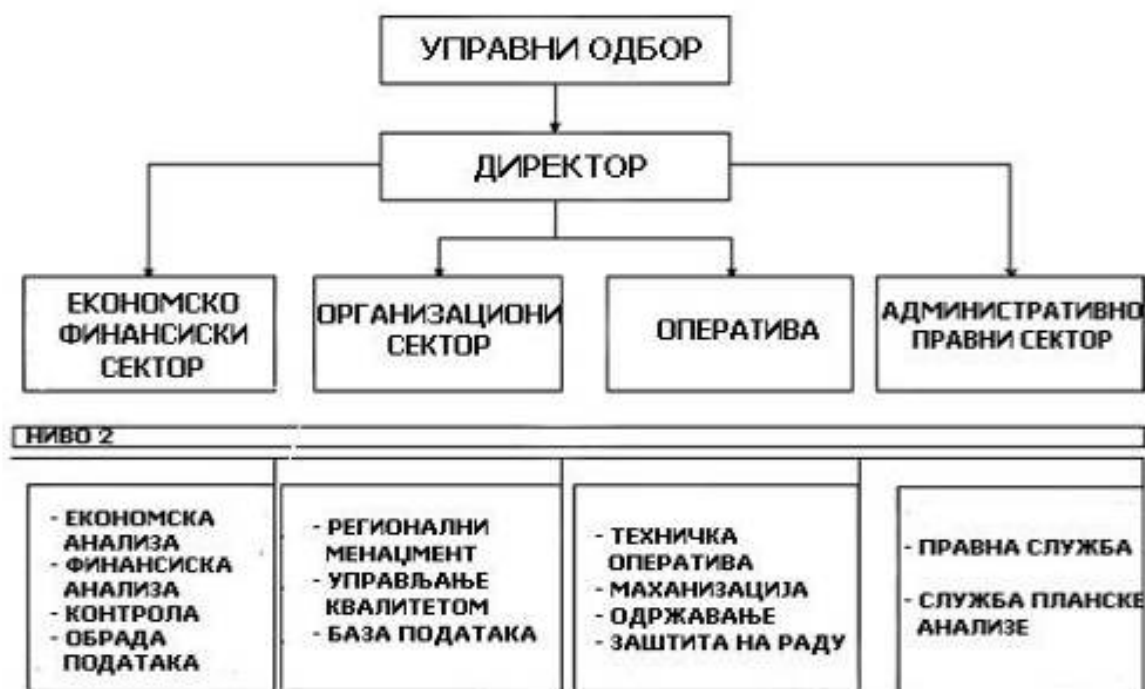 УПРАВНИ ОДБОР
ДИРЕКТОР
ЕКОНОМСКО
ФИНАНСИСКИ
СЕКТОР
ОРГАНИЗАЦИОНИ
СЕКТОР
ОПЕРАТИВА
АДМИНИСТРАТИВНО
ПРАВНИ СЕКТОР
НИВО 2
- ЕКОНОМСКА
АНАЛИЗА
- ФИНАНСИСКА
АНАЛИЗА
- КОНТРОЛА
- ОБРАДА
ПОДАТАКА
- РЕГИОНАЛНИ
МЕНАЏМЕНТ
- УПРАВЉАЊЕ
КВАЛИТЕТОМ
- БАЗА ПОДАТАКА
- ТЕХНИЧКА
ОПЕРАТИВА
- МАХАНИЗАЦИЈА
- ОДРЖАВАЊЕ
- ЗАШТИТА НА РАДУ
- ПРАВНА СЛУЖБА
- СЛУЖБА ПЛАНСКЕ
АНАЛИЗЕ